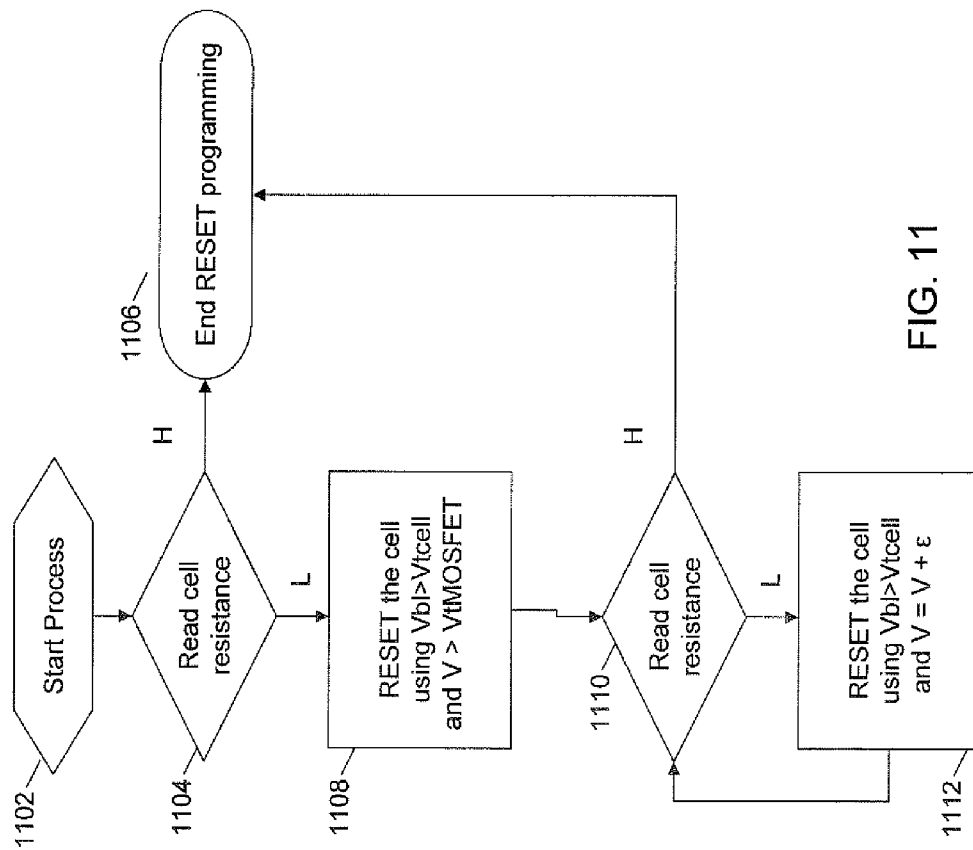 1102
Start Process
1104
Read cell
resistance
H
1106
End RESET programming
L
1108
RESET the cell
using Vbl>Vtcell
and V > VtMOSFET
1110
Read cell
resistance
H
L
1112
RESET the cell
using Vbl>Vtcell
and V = V + ε
FIG. 11